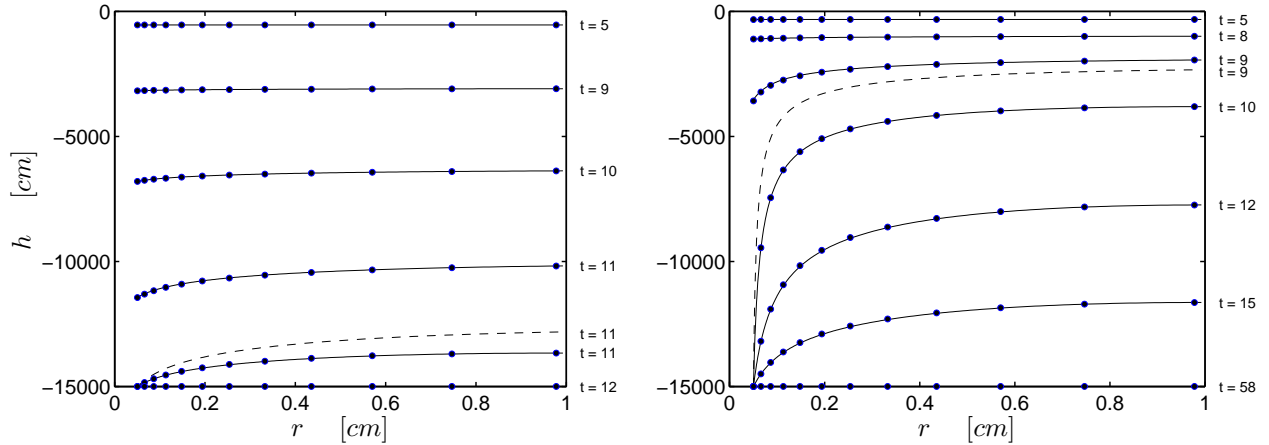 0
−5000
−10000
−15000
h [cm]
0
0.2
0.4
0.6
0.8
1
r [cm]
t = 5
t = 9
t = 10
t = 11
t = 11
t = 11
t = 12
0
−5000
−10000
−15000
0
0.2
0.4
0.6
0.8
1
r [cm]
t = 5
t = 8
t = 9
t = 9
t = 10
t = 12
t = 15
t = 58